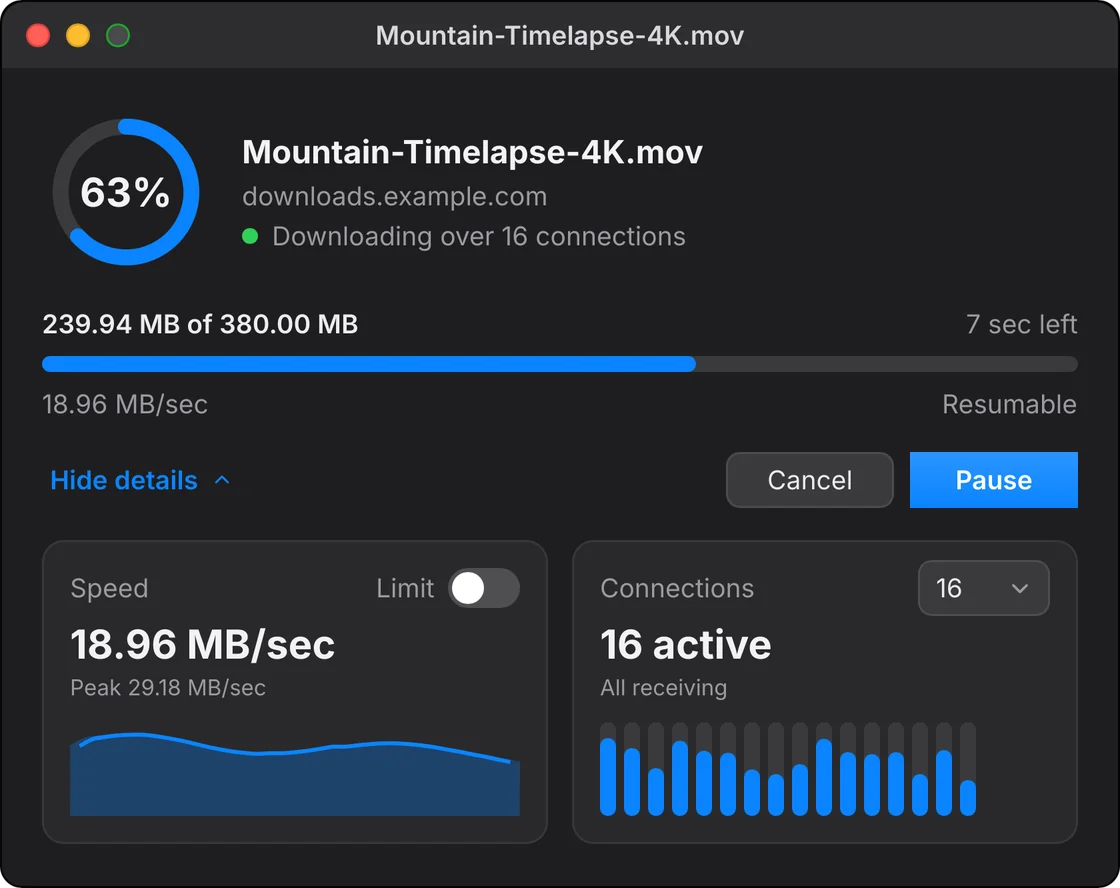 Mountain-Timelapse-4K.mov
63%
Mountain-Timelapse-4K.mov
downloads.example.com
Downloading over 16 connections
239.94 MB of 380.00 MB
7 sec left
18.96 MB/sec
Resumable
Hide details
Cancel
Pause
Speed
Limit
18.96 MB/sec
Peak 29.18 MB/sec
Connections
16
16 active
All receiving